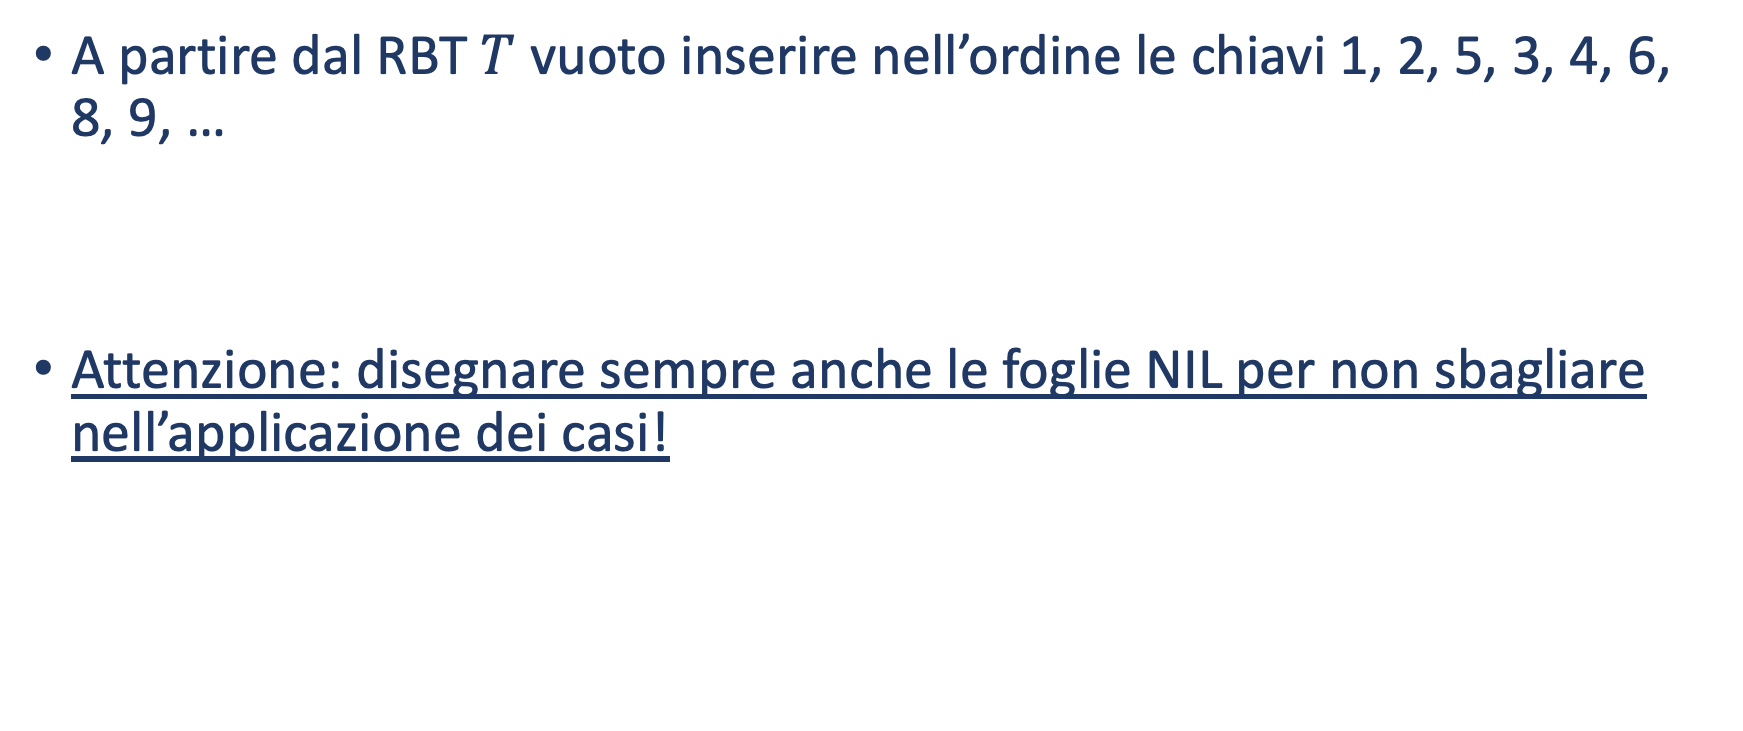 • A partire dal RBT T vuoto inserire nell’ordine le chiavi 1, 2, 5, 3, 4, 6,
8, 9, …
• Attenzione: disegnare sempre anche le foglie NIL per non sbagliare
nell’applicazione dei casi!